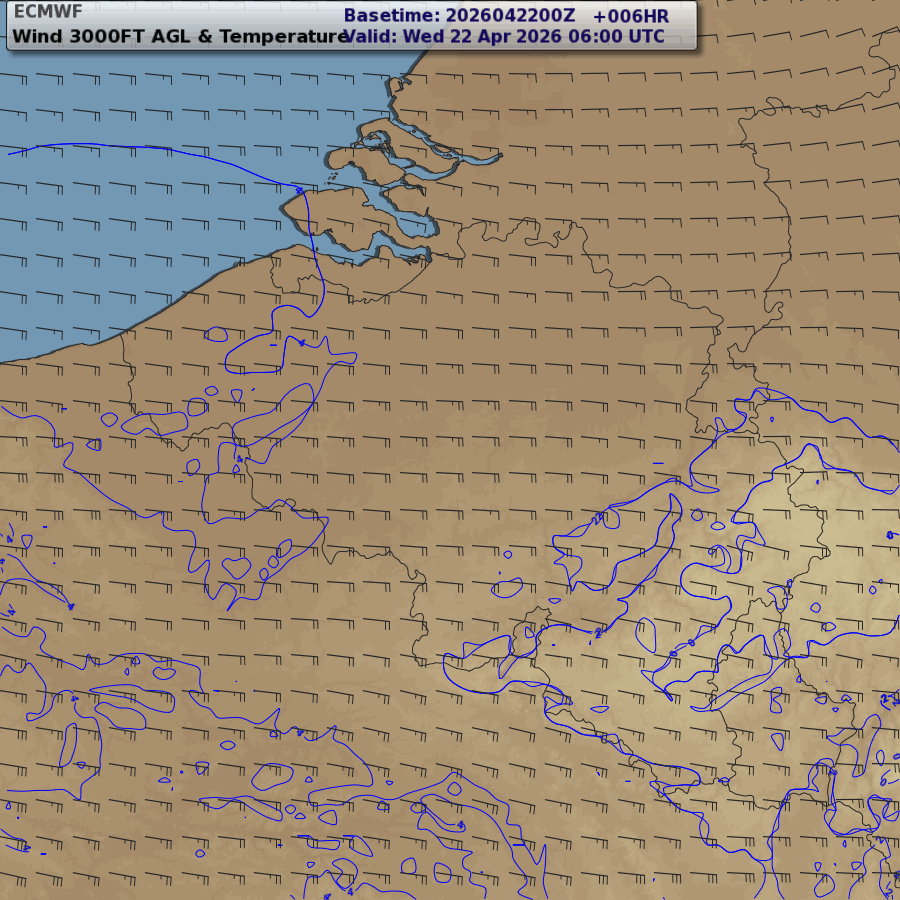 ECMWF
Basetime: 2026042200Z +006HR
Wind 3000FT AGL & Temperature
Valid: Wed 22 Apr 2026 06:00 UTC